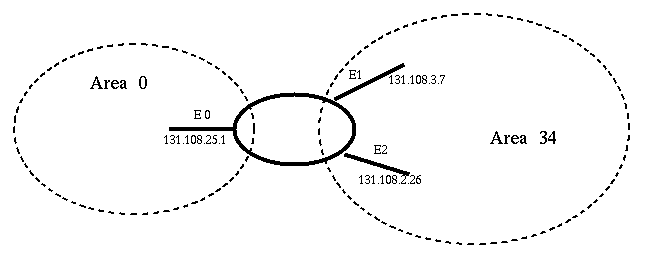 Area 0
E 0
131.108.25.1
E1
131.108.3.7
E2
131.108.2.26
Area 34